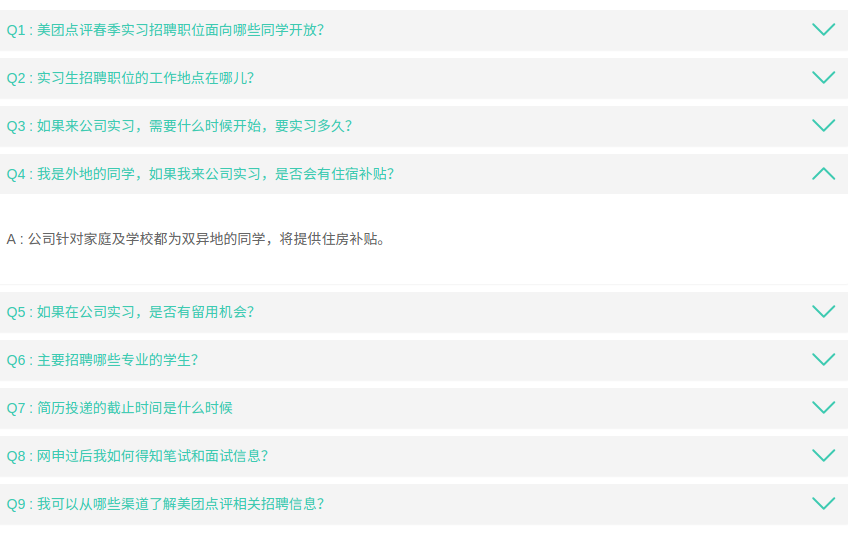 Q1 : 美团点评春季实习招聘职位面向哪些同学开放？
Q2 : 实习生招聘职位的工作地点在哪儿？
Q3 : 如果来公司实习，需要什么时候开始，要实习多久？
Q4 : 我是外地的同学，如果我来公司实习，是否会有住宿补贴？
A : 公司针对家庭及学校都为双异地的同学，将提供住房补贴。
Q5 : 如果在公司实习，是否有留用机会？
Q6 : 主要招聘哪些专业的学生？
Q7 : 简历投递的截止时间是什么时候
Q8 : 网申过后我如何得知笔试和面试信息？
Q9 : 我可以从哪些渠道了解美团点评相关招聘信息？